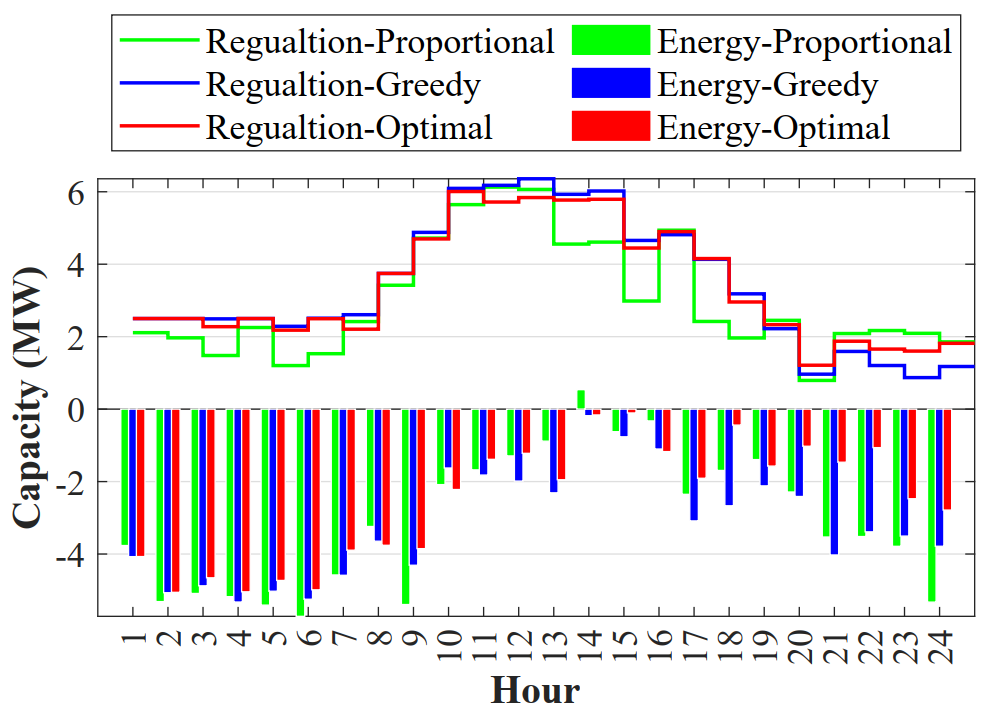 Regualtion-Proportional Energy-Proportional
Regualtion-Greedy Energy-Greedy
Regualtion-Optimal Energy-Optimal
6
4
2
0
-2
-4
Capacity (MW)
1 2 3 4 5 6 7 8 9 10 11 12 13 14 15 16 17 18 19 20 21 22 23 24
Hour